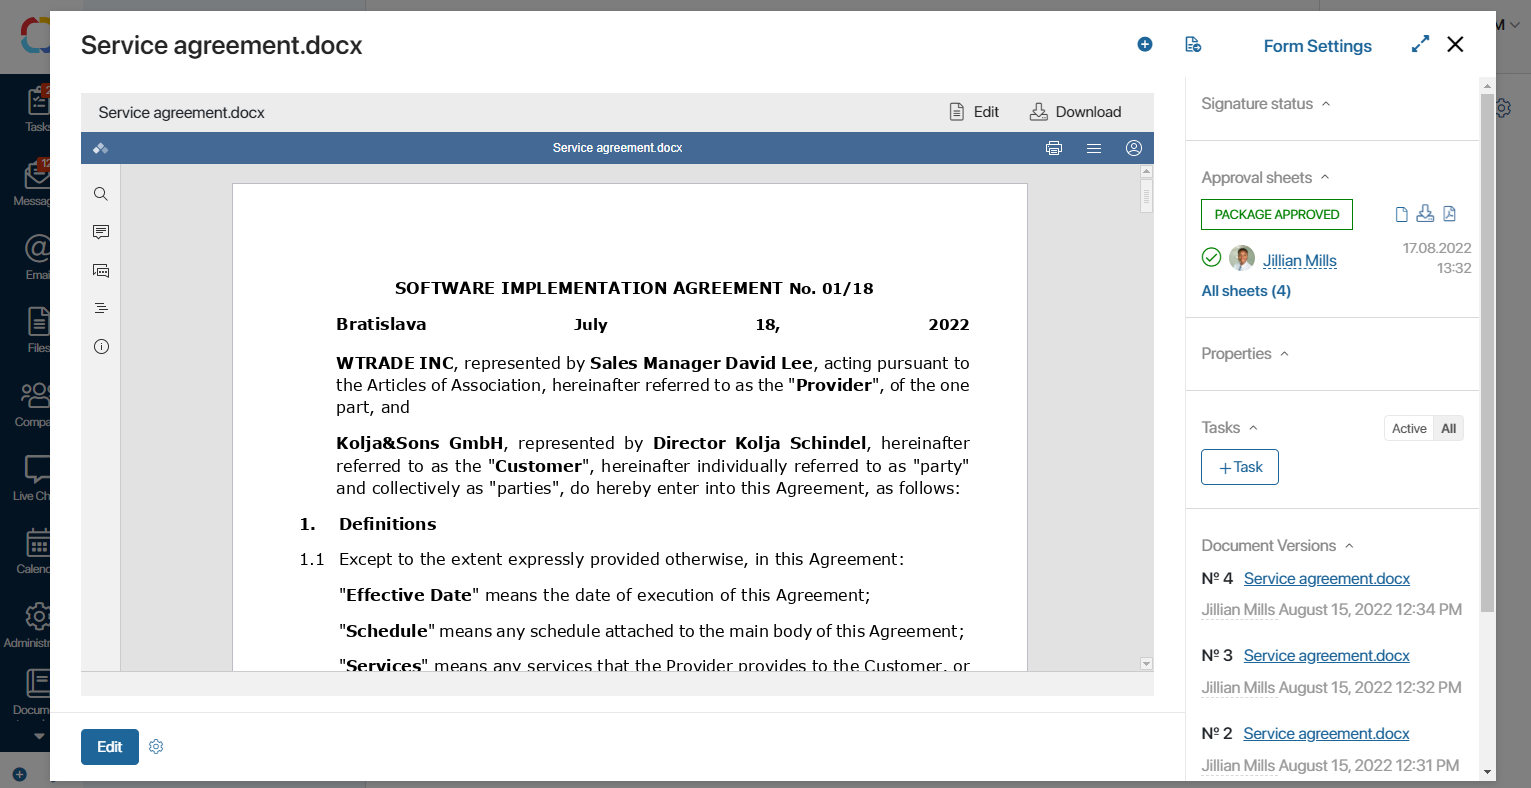 Service agreement.docx
Form Settings
M
Service agreement.docx
Edit
Download
Service agreement.docx
SOFTWARE IMPLEMENTATION AGREEMENT No. 01/18
Bratislava July 18, 2022
WTRADE INC, represented by Sales Manager David Lee, acting pursuant to
the Articles of Association, hereinafter referred to as the "Provider", of the one
part, and
Kolja&Sons GmbH, represented by Director Kolja Schindel, hereinafter
referred to as the "Customer", hereinafter individually referred to as "party"
and collectively as "parties", do hereby enter into this Agreement, as follows:
1. Definitions
1.1 Except to the extent expressly provided otherwise, in this Agreement:
"Effective Date" means the date of execution of this Agreement;
"Schedule" means any schedule attached to the main body of this Agreement;
"Services" means any services that the Provider provides to the Customer, or
Edit
Signature status
Approval sheets
PACKAGE APPROVED
Jillian Mills
17.08.2022
13:32
All sheets (4)
Properties
Tasks
Active All
+Task
Document Versions
Nº 4 Service agreement.docx
Jillian Mills August 15, 2022 12:34 PM
Nº 3 Service agreement.docx
Jillian Mills August 15, 2022 12:32 PM
Nº 2 Service agreement.docx
Jillian Mills August 15, 2022 12:31 PM
Tasks
Messag
Emai
Files
Compa
Live Ch
Calend
Administr
Docum